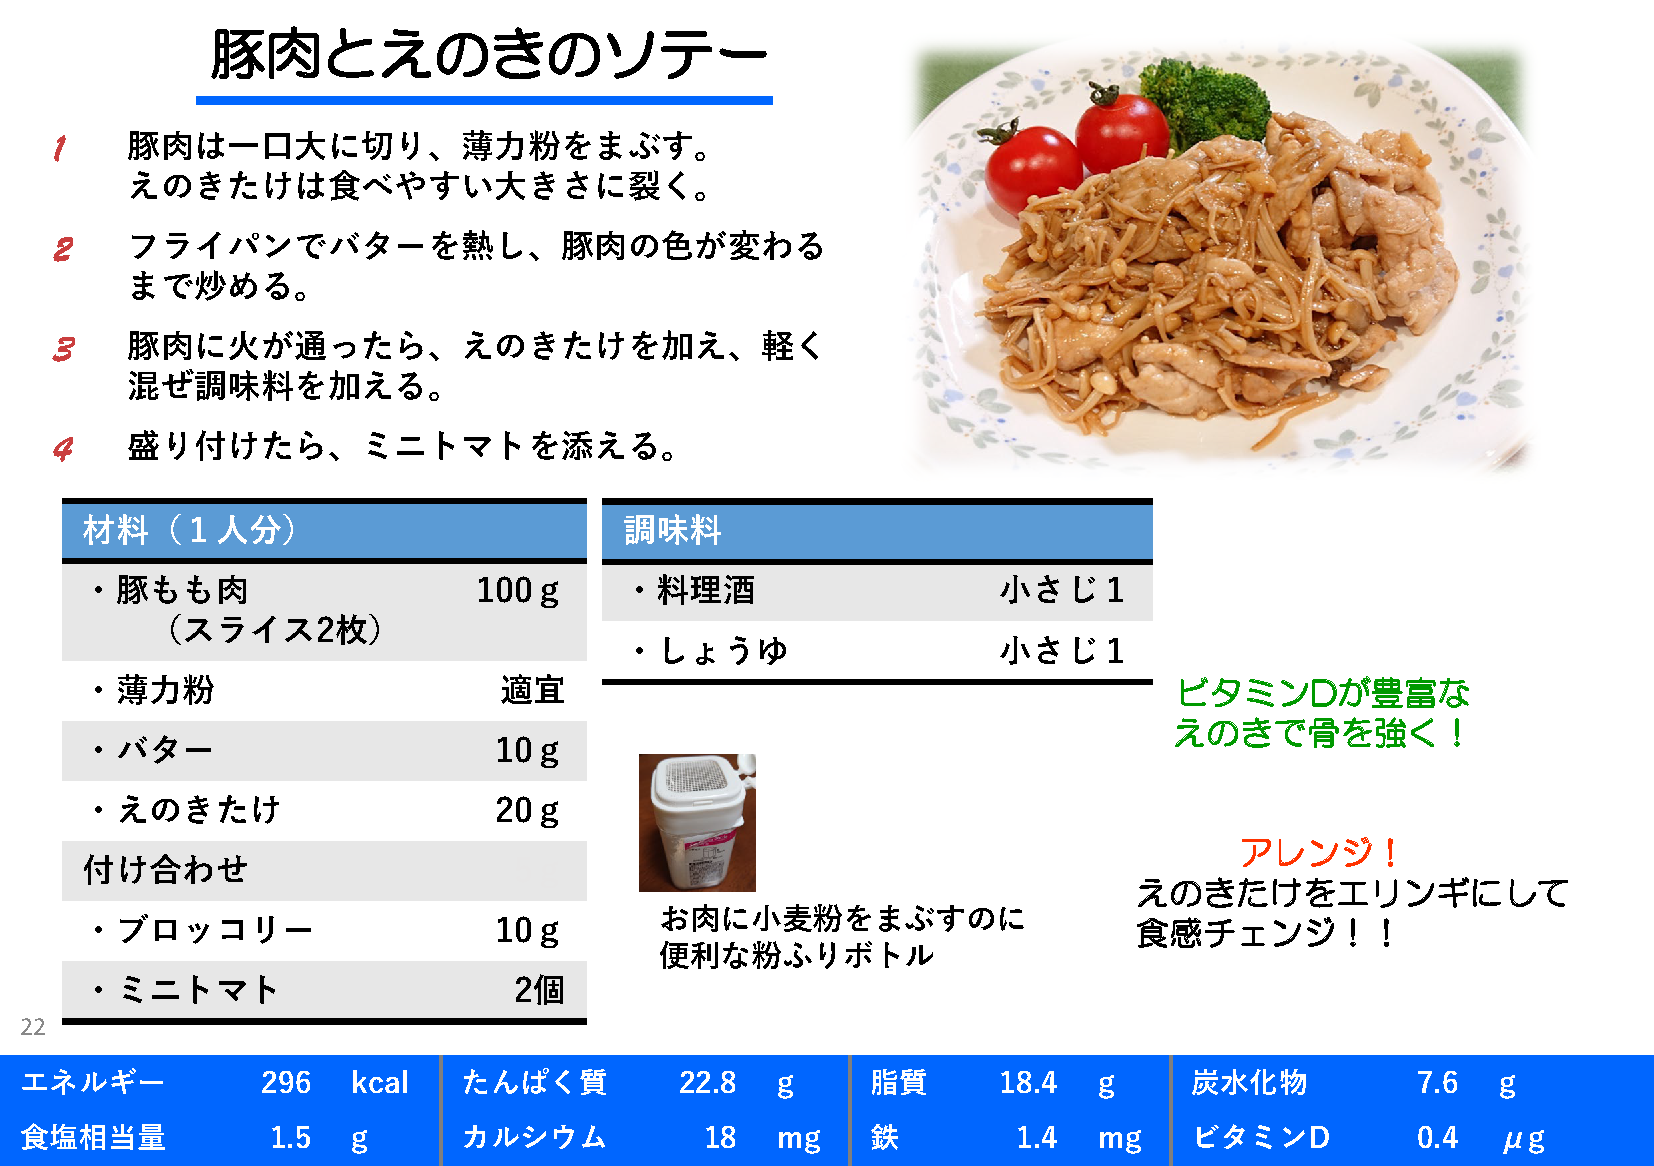 豚肉とえのきのソテー
1 豚肉は一口大に切り、薄力粉をまぶす。
えのきたけは食べやすい大きさに裂く。
2 フライパンでバターを熱し、豚肉の色が変わる
まで炒める。
3 豚肉に火が通ったら、えのきたけを加え、軽く
混ぜ調味料を加える。
4 盛り付けたら、ミニトマトを添える。
材料（１人分）
・豚もも肉 100ｇ
（スライス2枚）
・薄力粉 適宜
・バター 10ｇ
・えのきたけ 20ｇ
付け合わせ
・ブロッコリー 10ｇ
・ミニトマト 2個
調味料
・料理酒 小さじ１
・しょうゆ 小さじ１
お肉に小麦粉をまぶすのに
便利な粉ふりボトル
ビタミンDが豊富な
えのきで骨を強く！
アレンジ！
えのきたけをエリンギにして
食感チェンジ！！
22
エネルギー 296 kcal たんぱく質 22.8 g 脂質 18.4 g 炭水化物 7.6 g
食塩相当量 1.5 g カルシウム 18 mg 鉄 1.4 mg ビタミンD 0.4 μg